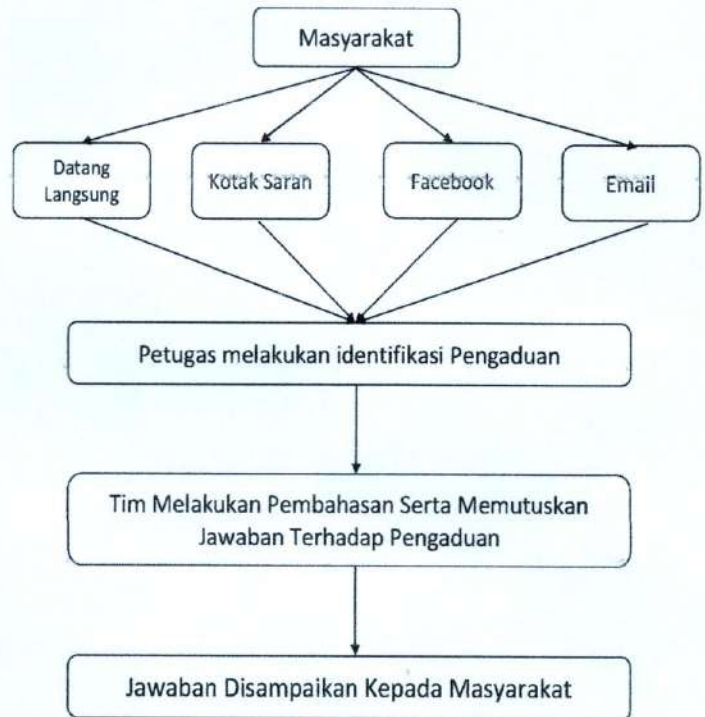 Masyarakat
Datang
Langsung
Kotak Saran
Facebook
Email
Petugas melakukan identifikasi Pengaduan
Tim Melakukan Pembahasan Serta Memutuskan
Jawaban Terhadap Pengaduan
Jawaban Disampaikan Kepada Masyarakat